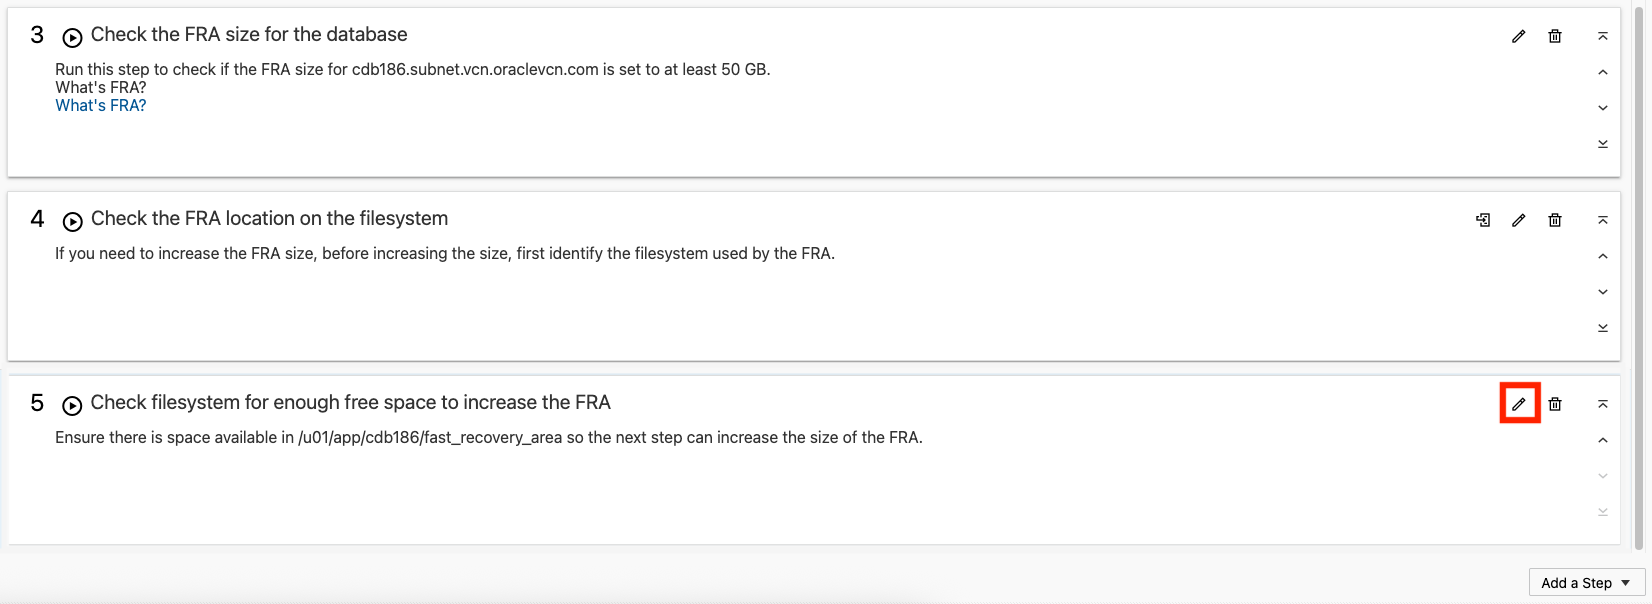 3 Check the FRA size for the database
Run this step to check if the FRA size for cdb186.subnet.vcn.oraclevcn.com is set to at least 50 GB.
What's FRA?
What's FRA?
4 Check the FRA location on the filesystem
If you need to increase the FRA size, before increasing the size, first identify the filesystem used by the FRA.
5 Check filesystem for enough free space to increase the FRA
Ensure there is space available in /u01/app/cdb186/fast_recovery_area so the next step can increase the size of the FRA.
Add a Step